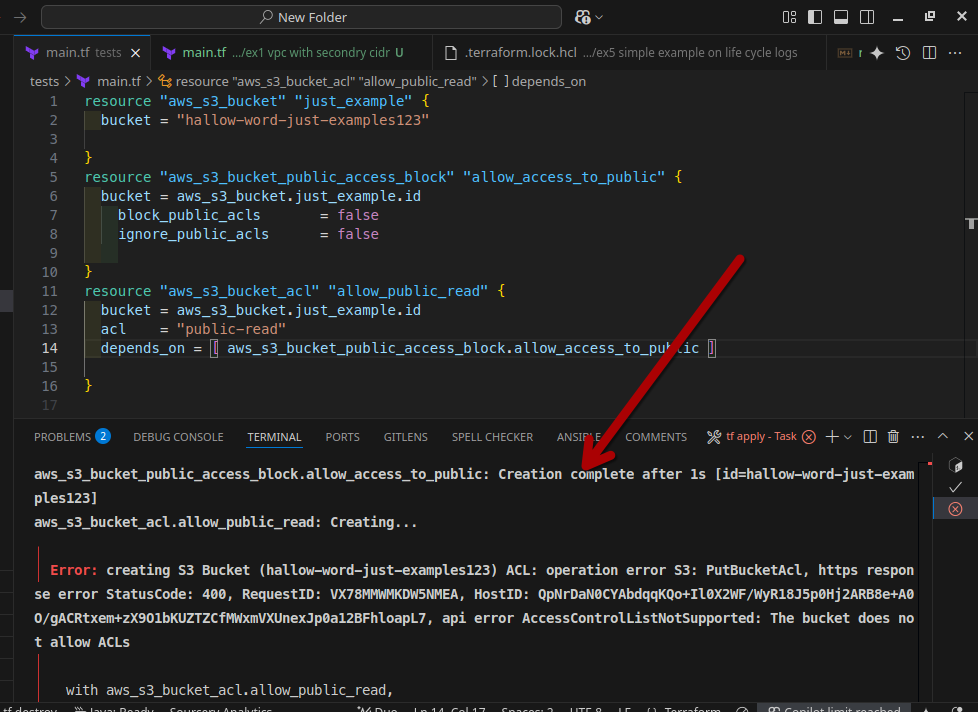 New Folder
main.tf tests
main.tf .../ex1 vpc with secondry cidr U
.terraform.lock.hcl .../ex5 simple example on life cycle logs
tests > main.tf > resource "aws_s3_bucket_acl" "allow_public_read" > [ ] depends_on
1 resource "aws_s3_bucket" "just_example" {
2 bucket = "hallow-word-just-examples123"
3
4 }
5 resource "aws_s3_bucket_public_access_block" "allow_access_to_public" {
6 bucket = aws_s3_bucket.just_example.id
7 block_public_acls = false
8 ignore_public_acls = false
9
10 }
11 resource "aws_s3_bucket_acl" "allow_public_read" {
12 bucket = aws_s3_bucket.just_example.id
13 acl = "public-read"
14 depends_on = [ aws_s3_bucket_public_access_block.allow_access_to_public ]
15
16 }
17
PROBLEMS 2 DEBUG CONSOLE TERMINAL PORTS GITLENS SPELL CHECKER ANSIBLE COMMENTS tf apply - Task
aws_s3_bucket_public_access_block.allow_access_to_public: Creation complete after 1s [id=hallow-word-just-exam
ples123]
aws_s3_bucket_acl.allow_public_read: Creating...
Error: creating S3 Bucket (hallow-word-just-examples123) ACL: operation error S3: PutBucketAcl, https respon
se error StatusCode: 400, RequestID: VX78MMWMKDW5NMEA, HostID: QpNrDaN0CYAbdqqKQo+Il0X2WF/WyR18J5p0Hj2ARB8e+A0
O/gACRtxem+zX9O1bKUZTZCfMWxmVXUnexJp0a12BFhloapL7, api error AccessControlListNotSupported: The bucket does no
t allow ACLs
with aws_s3_bucket_acl.allow_public_read,
tf destroy Java: Ready Sourcery Analytics Ln 14, Col 17 Spaces: 2 UTF-8 LF Terraform Copilot limit reached